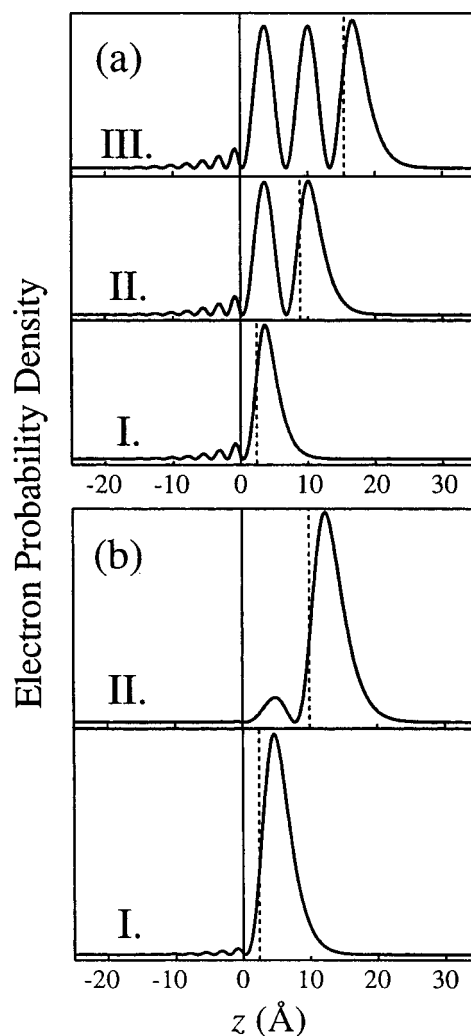 Electron Probability Density
(a)
III.
II.
I.
-20 -10 0 10 20 30
(b)
II.
I.
-20 -10 0 10 20 30
z (Å)